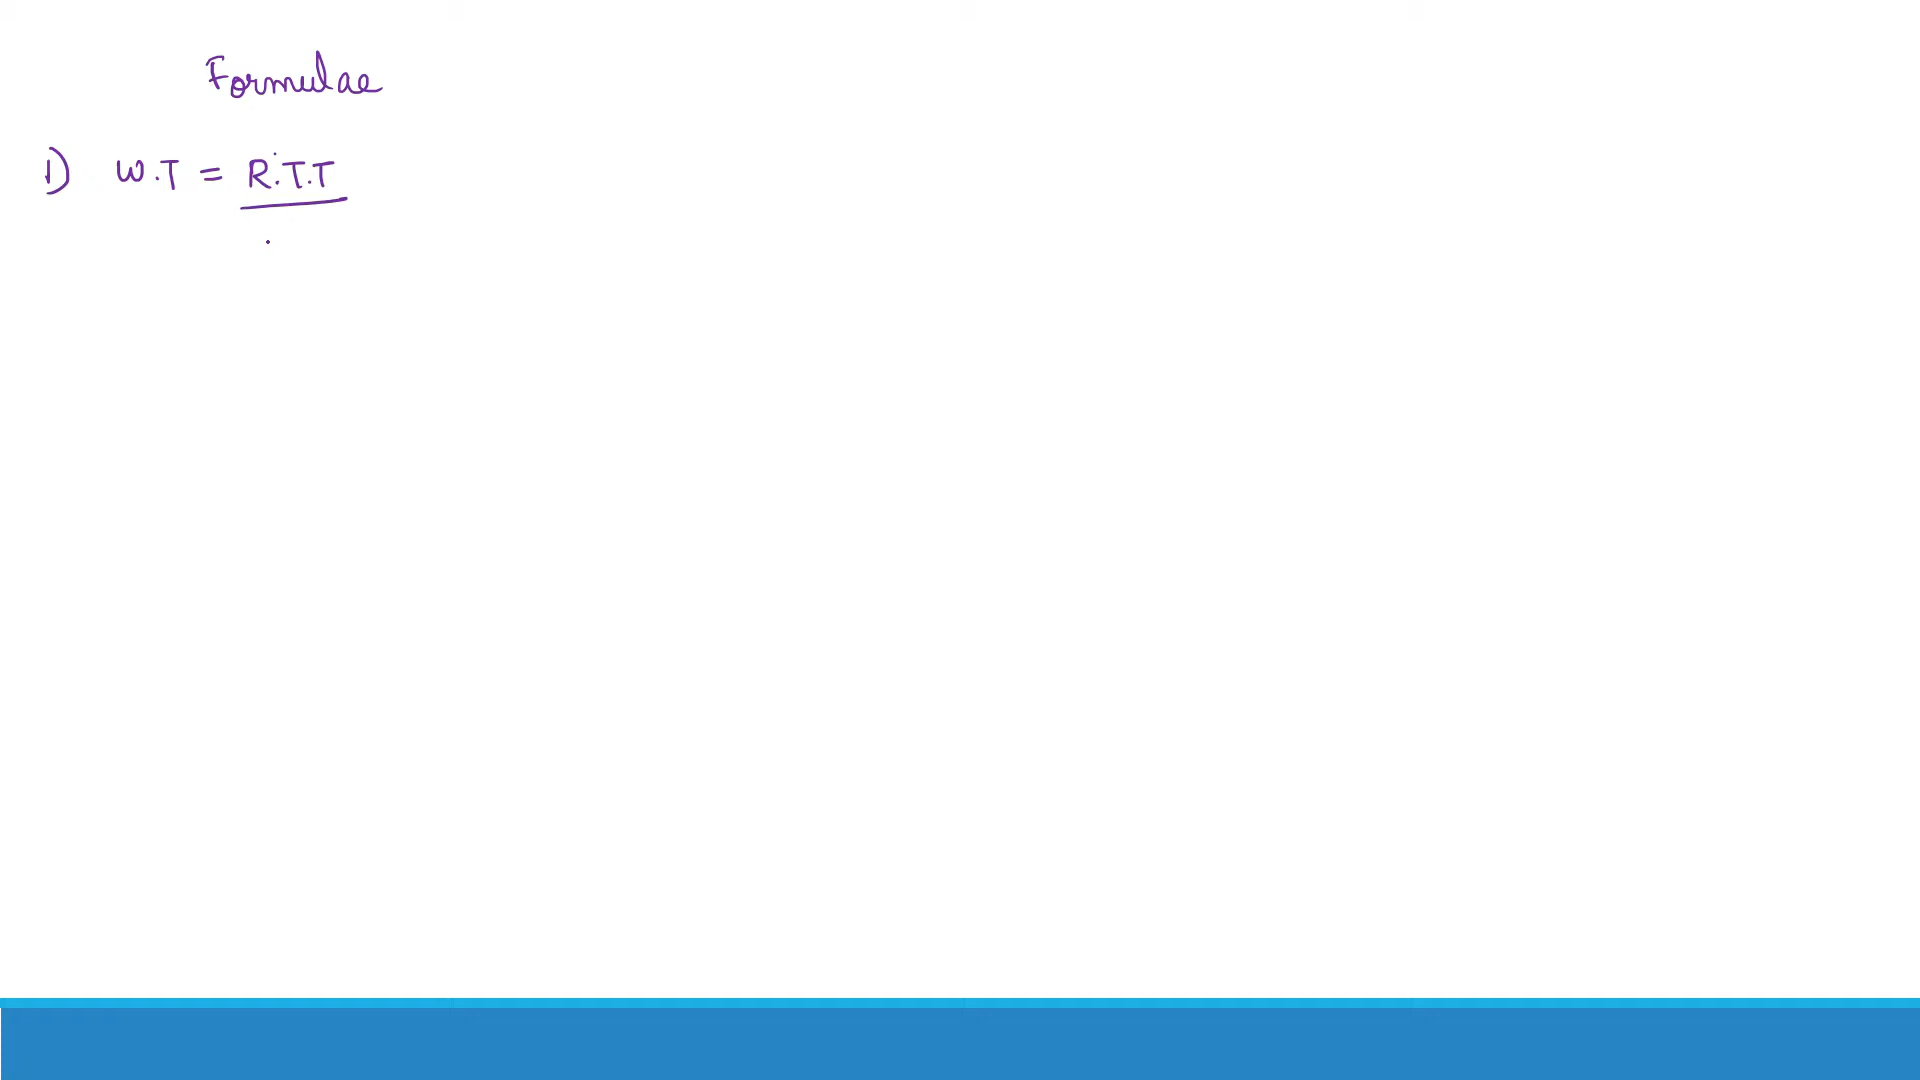 Formulae
1) W.T = R.T.T